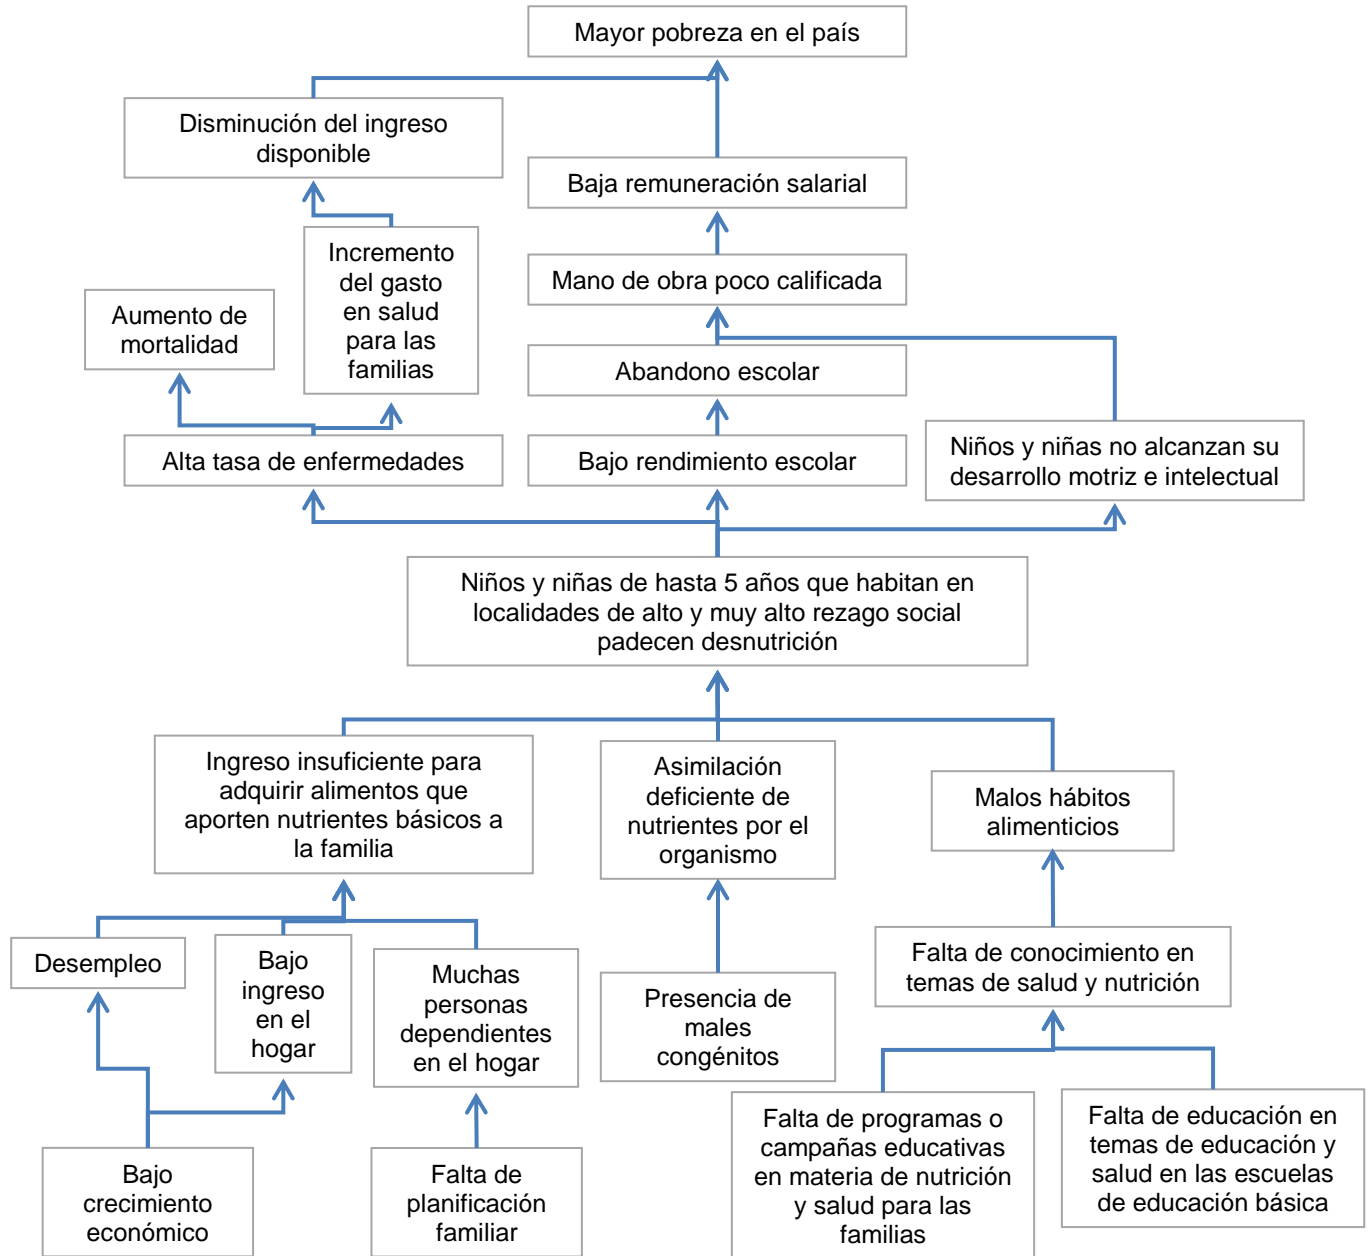 Mayor pobreza en el país
Disminución del ingreso
disponible
Baja remuneración salarial
Incremento
del gasto
en salud
para las
familias
Mano de obra poco calificada
Aumento de
mortalidad
Abandono escolar
Alta tasa de enfermedades
Bajo rendimiento escolar
Niños y niñas no alcanzan su
desarrollo motriz e intelectual
Niños y niñas de hasta 5 años que habitan en
localidades de alto y muy alto rezago social
padecen desnutrición
Ingreso insuficiente para
adquirir alimentos que
aporten nutrientes básicos a
la familia
Asimilación
deficiente de
nutrientes por el
organismo
Malos hábitos
alimenticios
Desempleo
Bajo
ingreso
en el
hogar
Muchas
personas
dependientes
en el hogar
Presencia de
males
congénitos
Falta de conocimiento en
temas de salud y nutrición
Bajo
crecimiento
económico
Falta de
planificación
familiar
Falta de programas o
campañas educativas
en materia de nutrición
y salud para las
familias
Falta de educación en
temas de educación y
salud en las escuelas
de educación básica